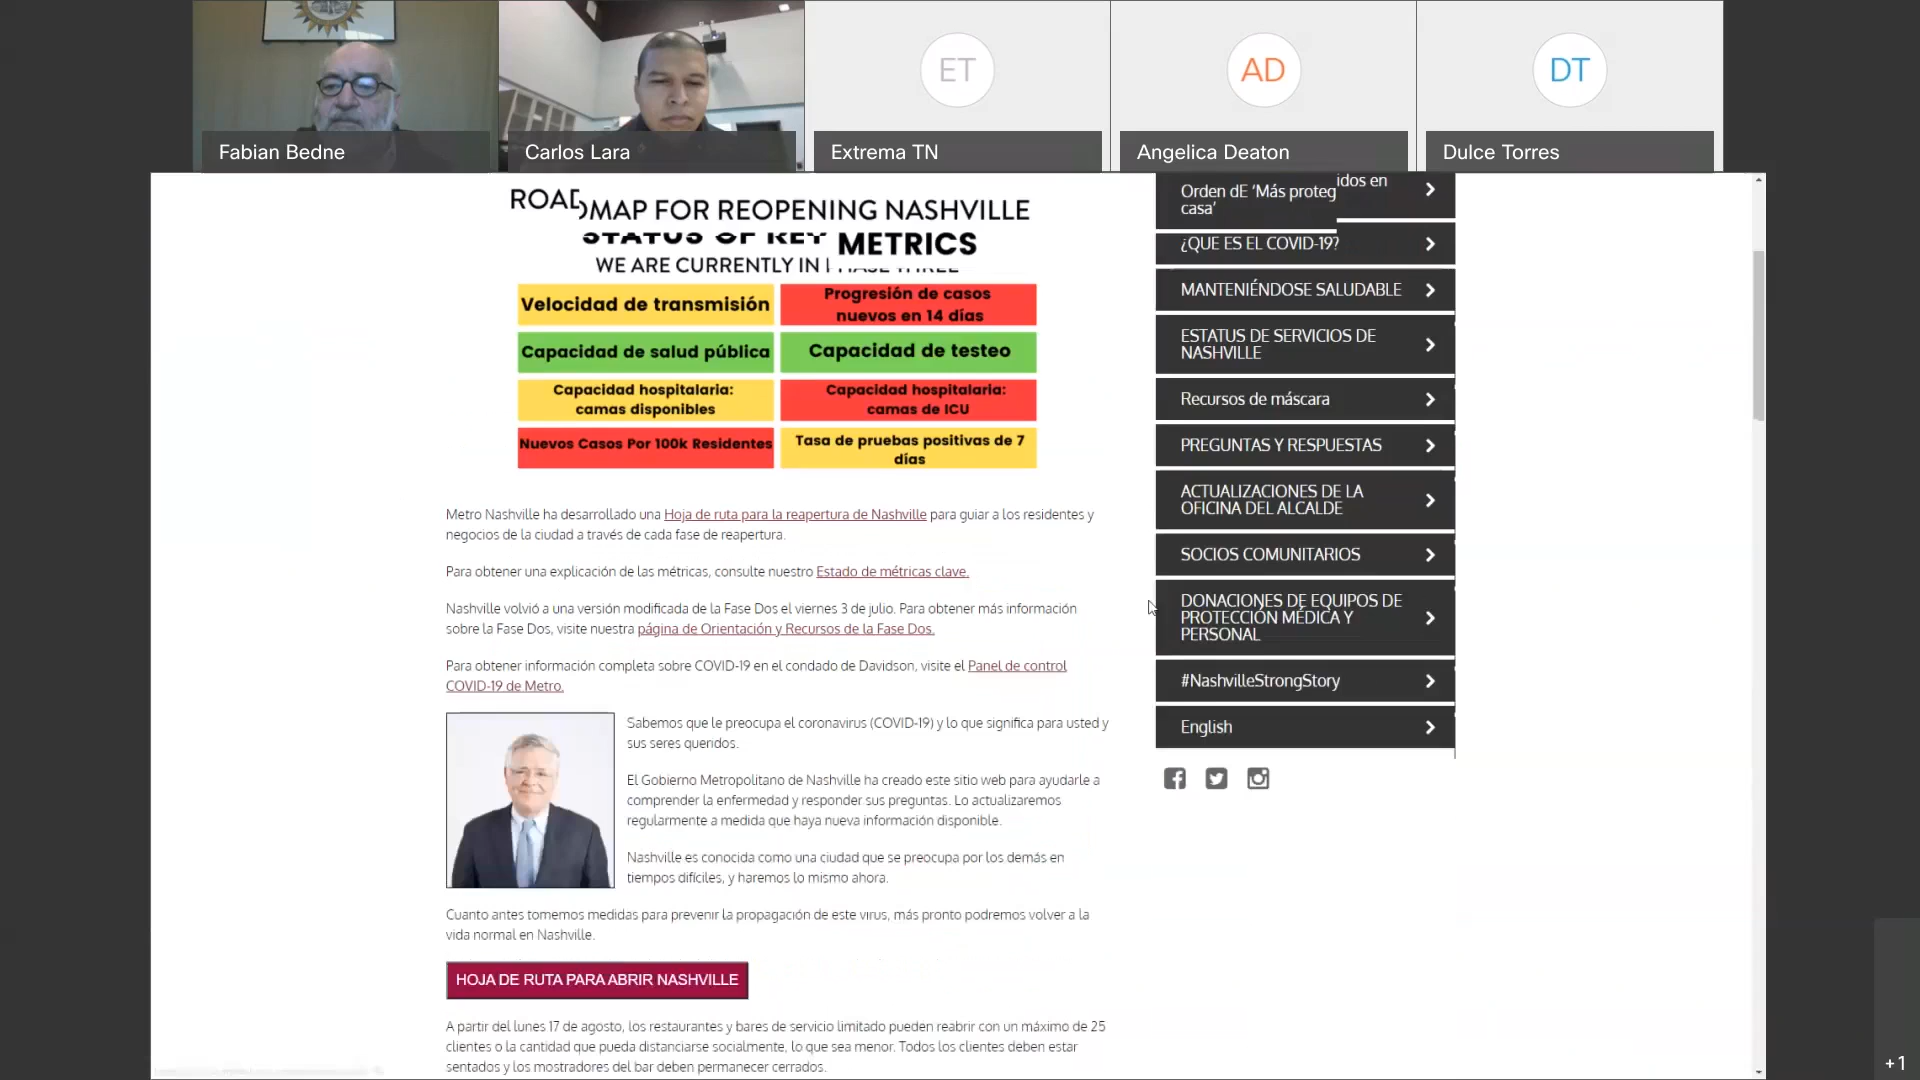 ET
AD
DT
Fabian Bedne
Carlos Lara
Extrema TN
Angelica Deaton
Dulce Torres
ROADMAP FOR REOPENING NASHVILLE
STATUS OF KEY METRICS
WE ARE CURRENTLY IN PHASE THREE
Velocidad de transmisión
Progresión de casos
nuevos en 14 días
Capacidad de salud pública
Capacidad de testeo
Capacidad hospitalaria:
camas disponibles
Capacidad hospitalaria:
camas de ICU
Nuevos Casos Por 100k Residentes
Tasa de pruebas positivas de 7
días
Metro Nashville ha desarrollado una Hoja de ruta para la reapertura de Nashville para guiar a los residentes y
negocios de la ciudad a través de cada fase de reapertura.
Para obtener una explicación de las métricas, consulte nuestro Estado de métricas clave.
Nashville volvió a una versión modificada de la Fase Dos el viernes 3 de julio. Para obtener más información
sobre la Fase Dos, visite nuestra página de Orientación y Recursos de la Fase Dos.
Para obtener información completa sobre COVID-19 en el condado de Davidson, visite el Panel de control
COVID-19 de Metro.
Sabemos que le preocupa el coronavirus (COVID-19) y lo que significa para usted y
sus seres queridos.
El Gobierno Metropolitano de Nashville ha creado este sitio web para ayudarle a
comprender la enfermedad y responder sus preguntas. Lo actualizaremos
regularmente a medida que haya nueva información disponible.
Nashville es conocida como una ciudad que se preocupa por los demás en
tiempos difíciles, y haremos lo mismo ahora.
Cuanto antes tomemos medidas para prevenir la propagación de este virus, más pronto podremos volver a la
vida normal en Nashville.
HOJA DE RUTA PARA ABRIR NASHVILLE
A partir del lunes 17 de agosto, los restaurantes y bares de servicio limitado pueden reabrir con un máximo de 25
clientes o la cantidad que pueda distanciarse socialmente, lo que sea menor. Todos los clientes deben estar
sentados y los mostradores del bar deben permanecer cerrados.
Orden dE 'Más protegidos en
casa'
¿QUE ES EL COVID-19?
MANTENIÉNDOSE SALUDABLE
ESTATUS DE SERVICIOS DE
NASHVILLE
Recursos de máscara
PREGUNTAS Y RESPUESTAS
ACTUALIZACIONES DE LA
OFICINA DEL ALCALDE
SOCIOS COMUNITARIOS
DONACIONES DE EQUIPOS DE
PROTECCIÓN MÉDICA Y
PERSONAL
#NashvilleStrongStory
English
+1